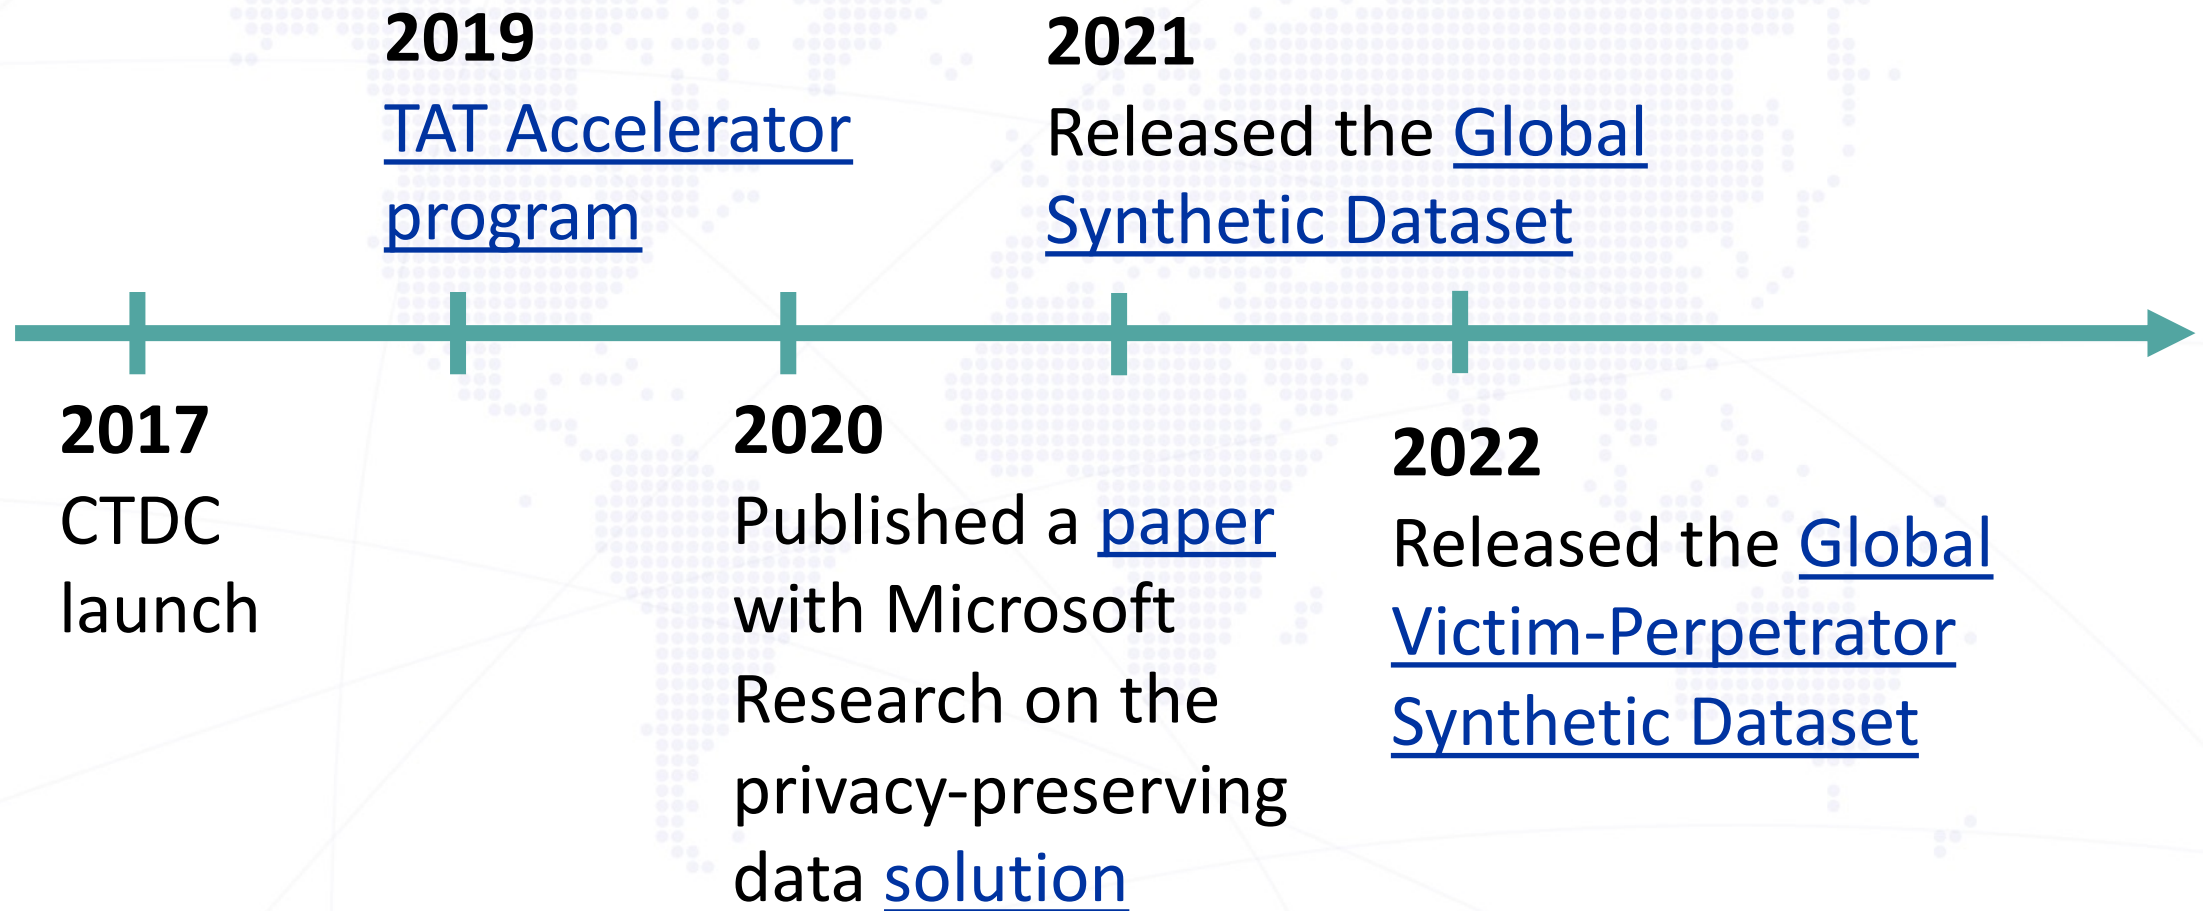 2019
TAT Accelerator
program
2021
Released the Global
Synthetic Dataset
2017
CTDC
launch
2020
Published a paper
with Microsoft
Research on the
privacy-preserving
data solution
2022
Released the Global
Victim-Perpetrator
Synthetic Dataset